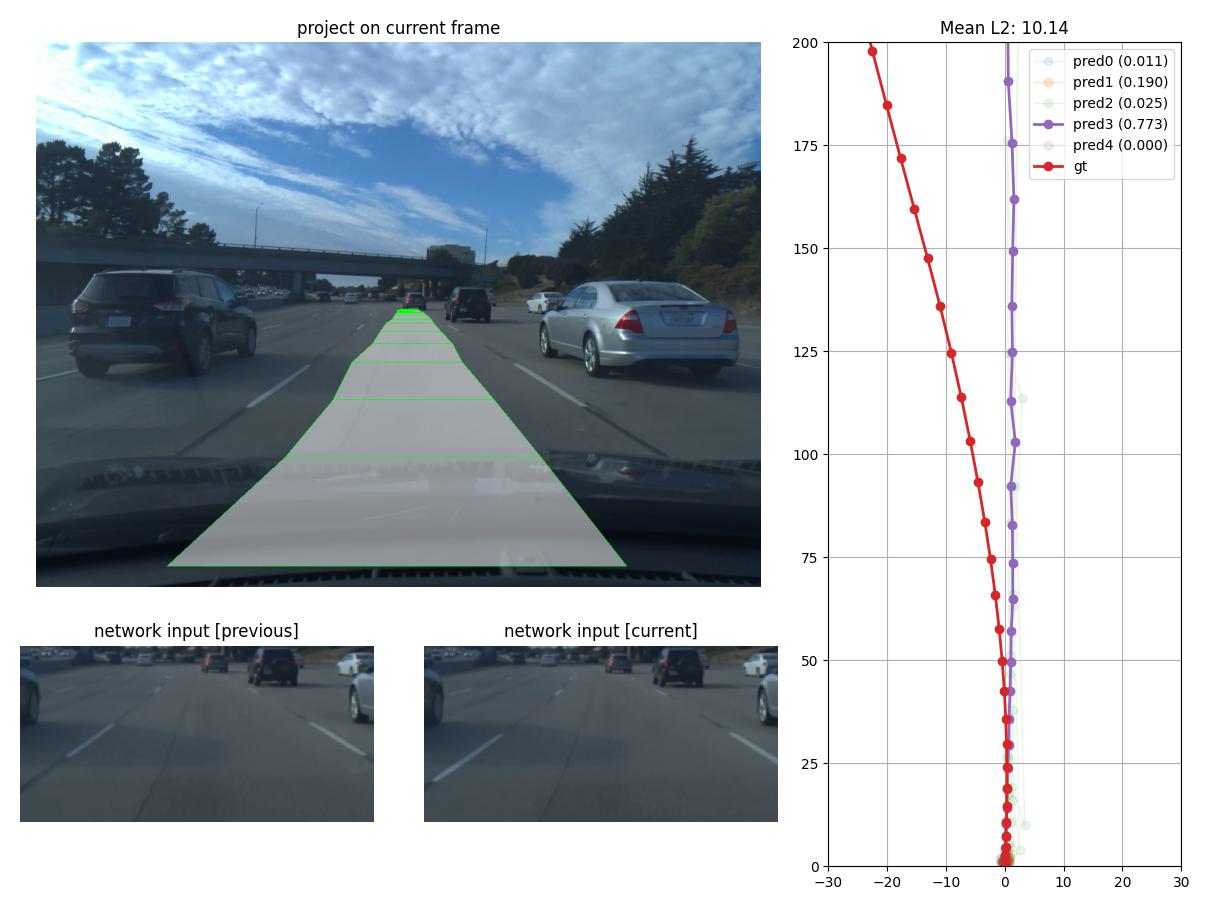 project on current frame
Mean L2: 10.14
200
175
150
125
100
75
50
25
0
−30
−20
−10
0
10
20
30
pred0 (0.011)
pred1 (0.190)
pred2 (0.025)
pred3 (0.773)
pred4 (0.000)
gt
network input [previous]
network input [current]